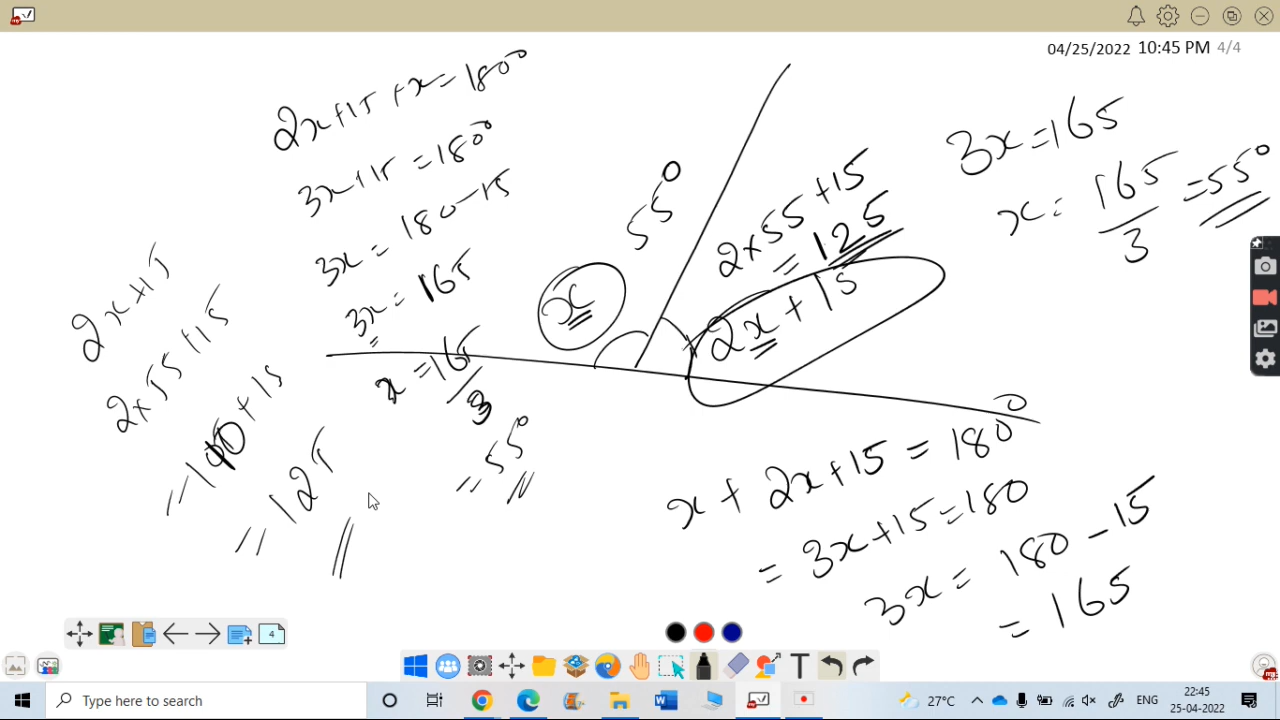 04/25/2022 10:45 PM 4/4
2x+15 + x = 180°
3x+15 = 180°
3x = 180-15
3x = 165
x = 165/3
= 55°
2x+15
2x55 +15
= 110 + 15
= 125
x
55°
2x55 +15
= 125
2x + 15
3x = 165
x = 165/3 = 55°
x + 2x+15 = 180°
= 3x+15 = 180
3x = 180 - 15
= 165
4
T
Type here to search
27°C
ENG
22:45
25-04-2022